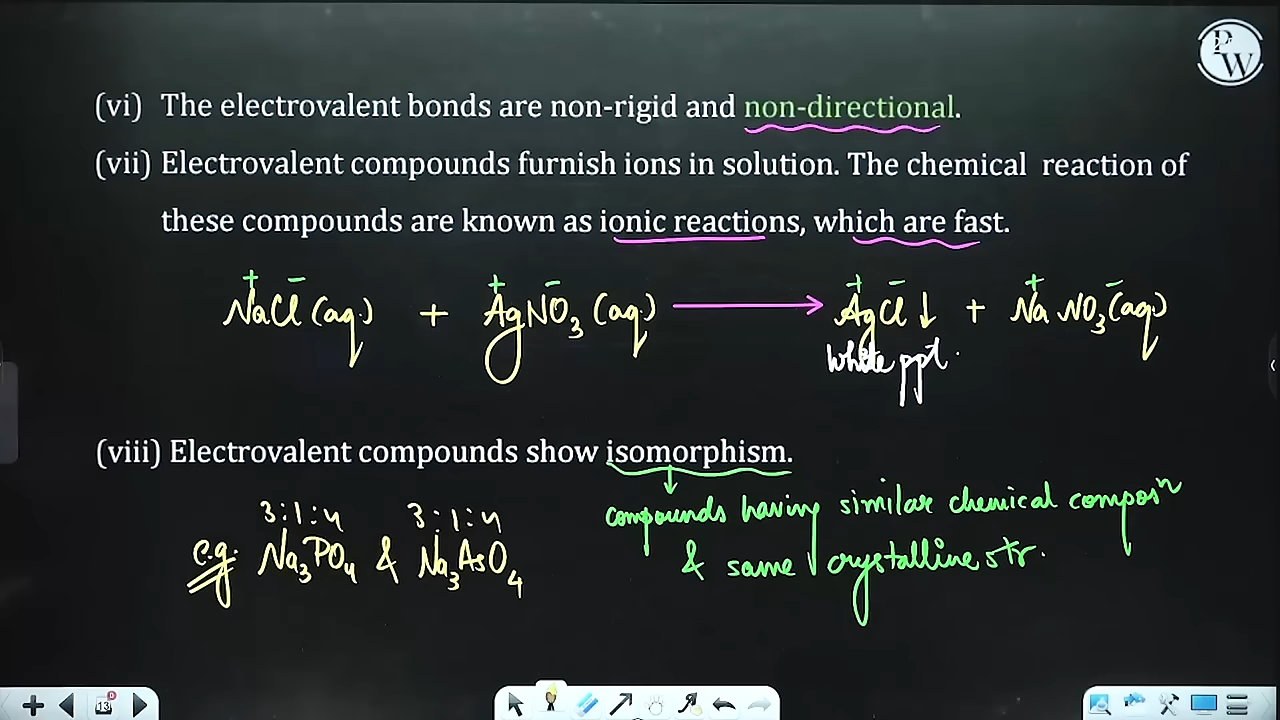 PW
(vi) The electrovalent bonds are non-rigid and non-directional.
(vii) Electrovalent compounds furnish ions in solution. The chemical reaction of
these compounds are known as ionic reactions, which are fast.
+ − + − + − + −
NaCl (aq.) + AgNO₃ (aq.) ⟶ AgCl ↓ + NaNO₃ (aq.)
White ppt.
(viii) Electrovalent compounds show isomorphism.
3:1:4 3:1:4
e.g. Na₃PO₄ & Na₃AsO₄
compounds having similar chemical composⁿ
& same crystalline str.
13